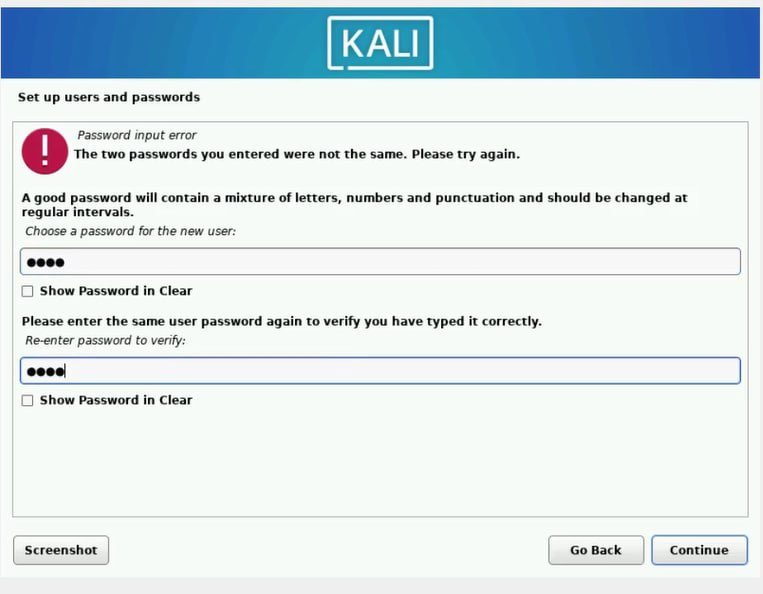 KALI
Set up users and passwords
Password input error
The two passwords you entered were not the same. Please try again.
A good password will contain a mixture of letters, numbers and punctuation and should be changed at
regular intervals.
Choose a password for the new user:
●●●●
Show Password in Clear
Please enter the same user password again to verify you have typed it correctly.
Re-enter password to verify:
●●●●
Show Password in Clear
Screenshot
Go Back
Continue